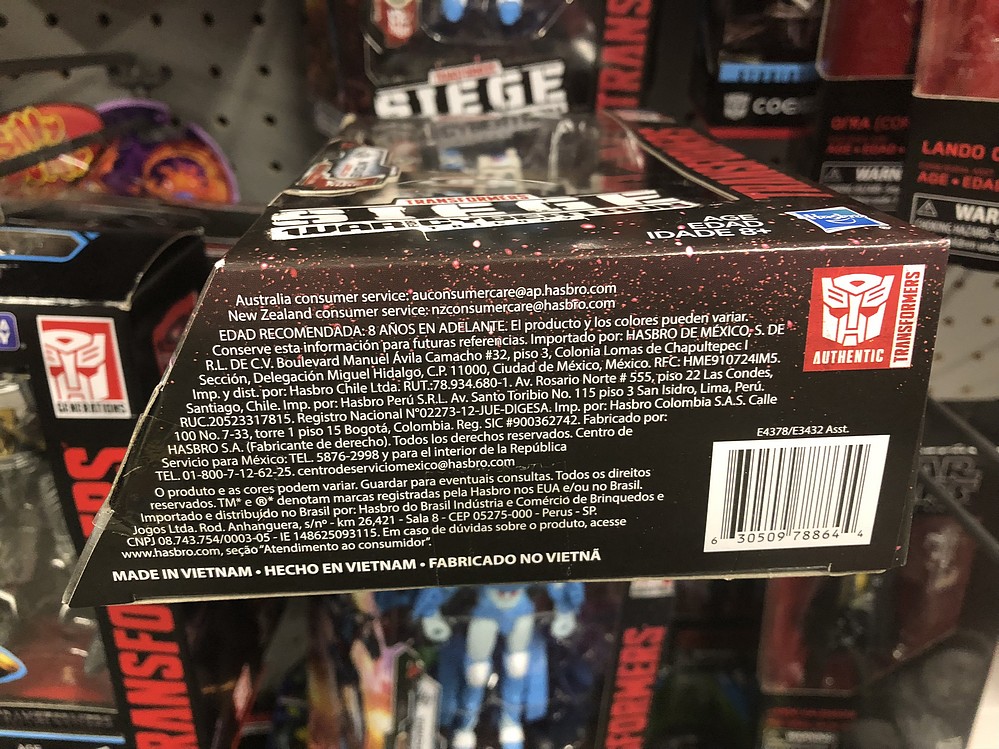 TRANSFORMERS
SIEGE
TRANS
LANDO
WARN
AGE • EDA
WAR
TRANSFORMERS
SIEGE
AGE
EDAD
IDADE 8+
Hasbro
Australia consumer service: auconsumercare@ap.hasbro.com
New Zealand consumer service: nzconsumercare@hasbro.com
EDAD RECOMENDADA: 8 AÑOS EN ADELANTE. El producto y los colores pueden variar.
Conserve esta información para futuras referencias. Importado por: HASBRO DE MÉXICO, S. DE
R.L. DE C.V. Boulevard Manuel Ávila Camacho #32, piso 3, Colonia Lomas de Chapultepec I
Sección, Delegación Miguel Hidalgo, C.P. 11000, Ciudad de México, México. RFC: HME910724IM5.
Imp. y dist. por: Hasbro Chile Ltda. RUT.:78.934.680-1. Av. Rosario Norte # 555, piso 22 Las Condes,
Santiago, Chile. Imp. por: Hasbro Perú S.R.L. Av. Santo Toribio No. 115 piso 3 San Isidro, Lima, Perú.
RUC.20523317815. Registro Nacional N°02273-12-JUE-DIGESA. Imp. por: Hasbro Colombia S.A.S. Calle
100 No. 7-33, torre 1 piso 15 Bogotá, Colombia. Reg. SIC #900362742. Fabricado por:
HASBRO S.A. (Fabricante de derecho). Todos los derechos reservados. Centro de
Servicio para México: TEL. 5876-2998 y para el interior de la República
TEL. 01-800-7-12-62-25. centrodeserviciomexico@hasbro.com
O produto e as cores podem variar. Guardar para eventuais consultas. Todos os direitos
reservados. TM* e ®* denotam marcas registradas pela Hasbro nos EUA e/ou no Brasil.
Importado e distribuído no Brasil por: Hasbro do Brasil Indústria e Comércio de Brinquedos e
Jogos Ltda. Rod. Anhanguera, s/nº - km 26,421 - Sala 8 - CEP 05275-000 - Perus - SP.
CNPJ 08.743.754/0003-05 - IE 148625093115. Em caso de dúvidas sobre o produto, acesse
www.hasbro.com, seção "Atendimento ao consumidor".
MADE IN VIETNAM • HECHO EN VIETNAM • FABRICADO NO VIETNÃ
AUTHENTIC
TRANSFORMERS
E4378/E3432 Asst.
6 30509 78864 4
GENERATIONS
TRANSFO
FORMERS